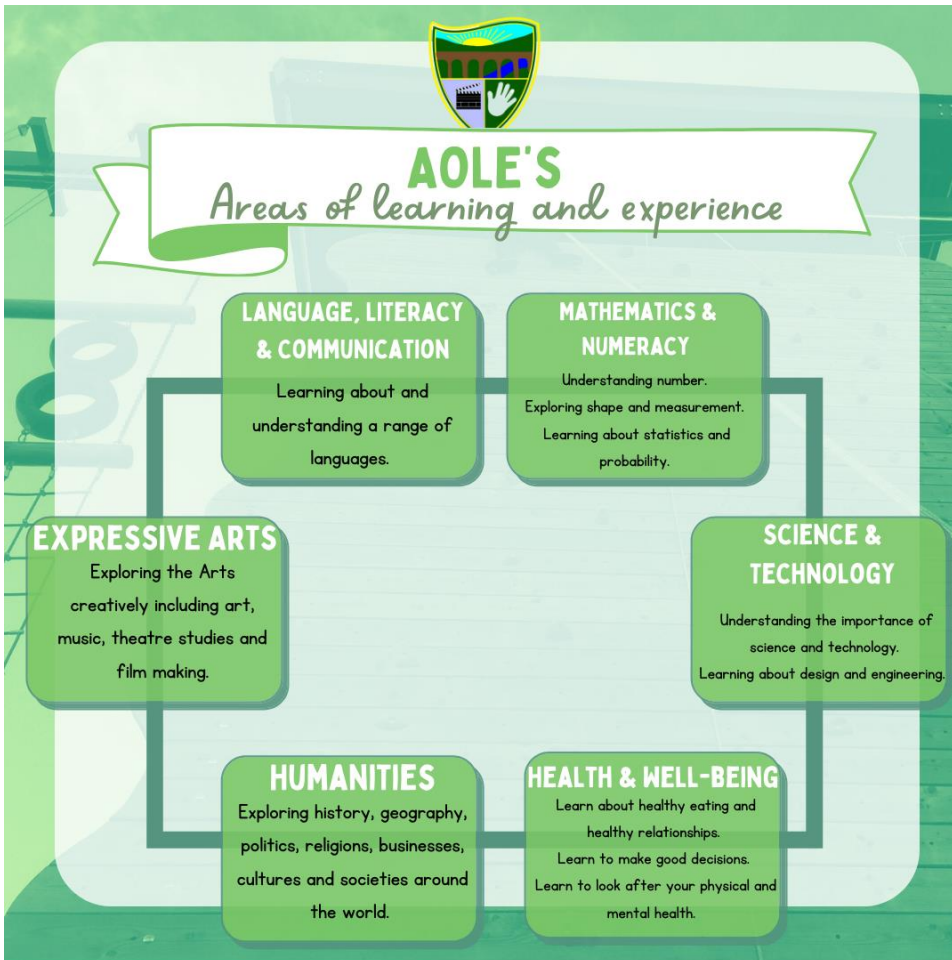 AOLE'S
Areas of learning and experience
LANGUAGE, LITERACY
& COMMUNICATION
Learning about and
understanding a range of
languages.
MATHEMATICS &
NUMERACY
Understanding number.
Exploring shape and measurement.
Learning about statistics and
probability.
EXPRESSIVE ARTS
Exploring the Arts
creatively including art,
music, theatre studies and
film making.
SCIENCE &
TECHNOLOGY
Understanding the importance of
science and technology.
Learning about design and engineering.
HUMANITIES
Exploring history, geography,
politics, religions, businesses,
cultures and societies around
the world.
HEALTH & WELL-BEING
Learn about healthy eating and
healthy relationships.
Learn to make good decisions.
Learn to look after your physical and
mental health.